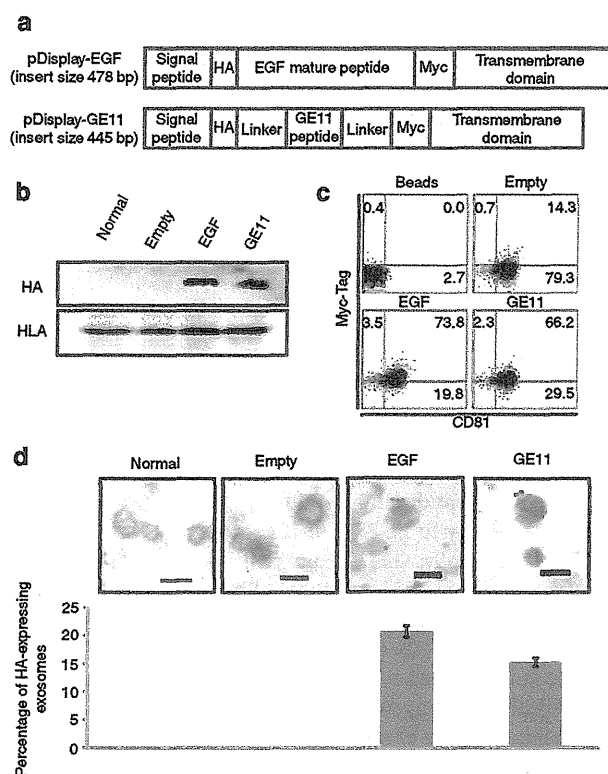 a
pDisplay-EGF
(insert size 478 bp)
Signal peptide
HA
EGF mature peptide
Myc
Transmembrane domain
pDisplay-GE11
(insert size 445 bp)
Signal peptide
HA
Linker
GE11 peptide
Linker
Myc
Transmembrane domain
b
Normal
Empty
EGF
GE11
HA
HLA
c
Beads
Empty
0.4
0.0
0.7
14.3
2.7
79.3
EGF
GE11
3.5
73.8
2.3
66.2
19.8
29.5
Myc-Tag
CD81
d
Normal
Empty
EGF
GE11
Percentage of HA-expressing exosomes
25
20
15
10
5
0